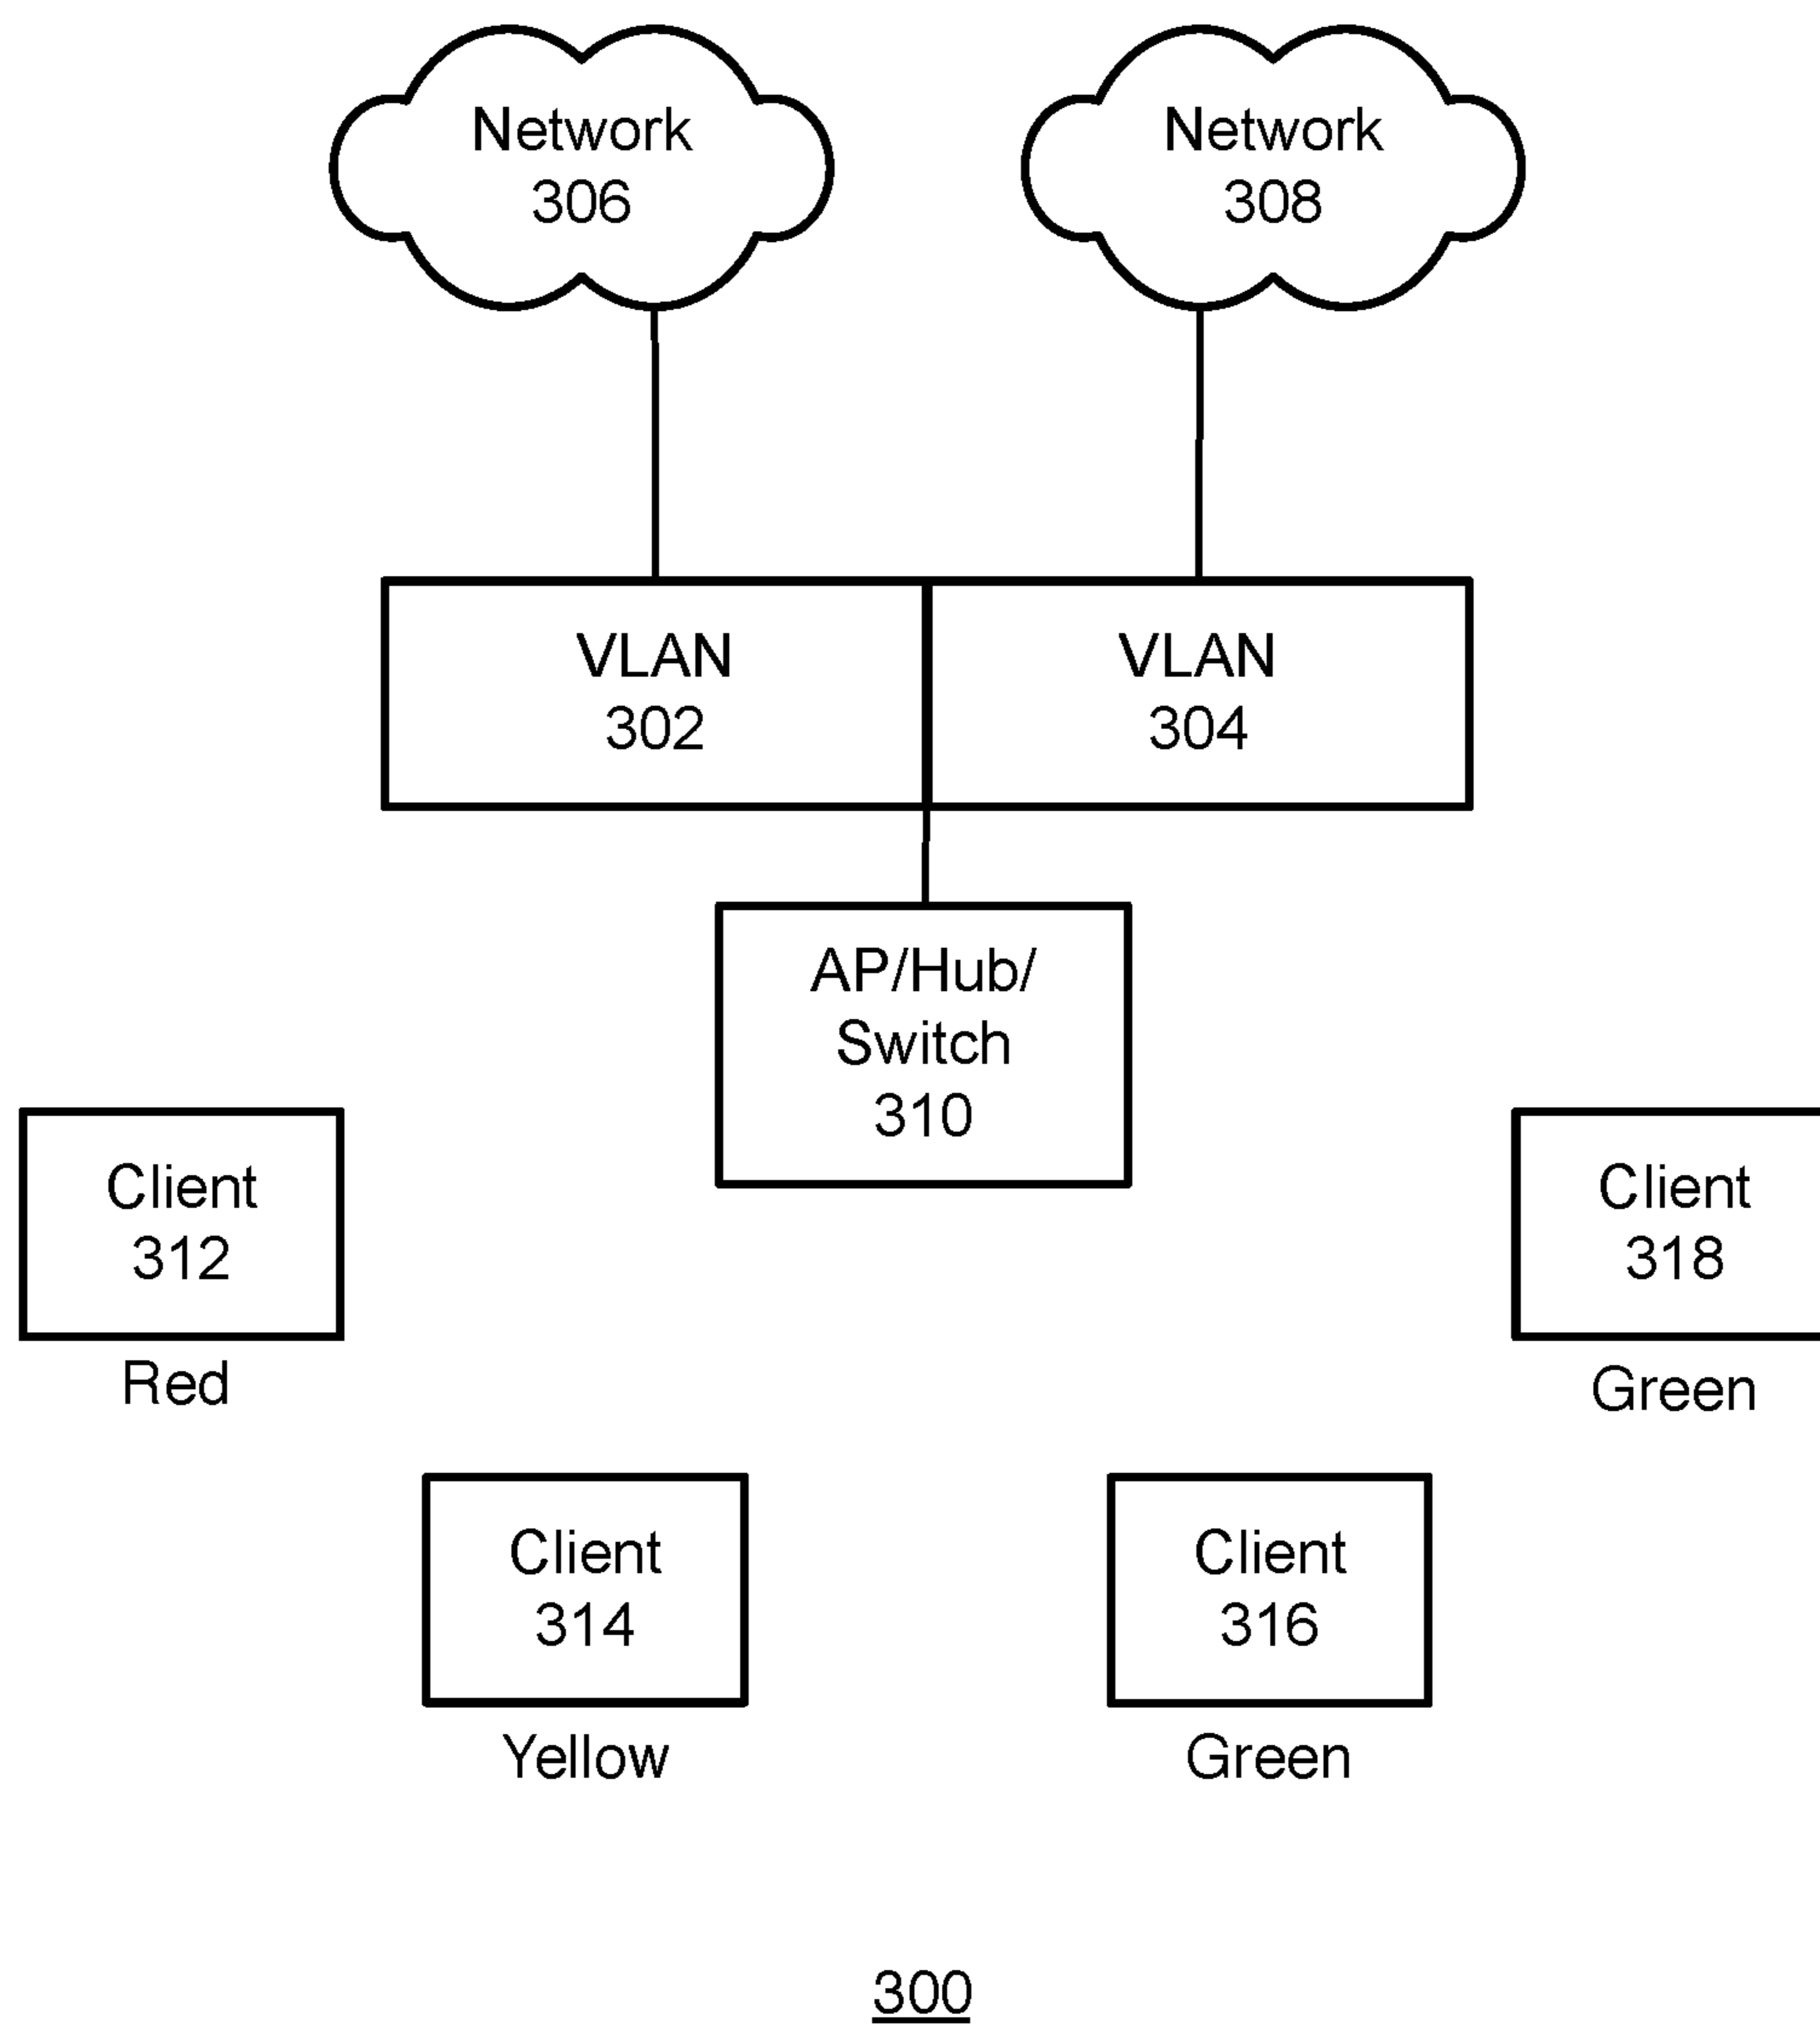 Network
306
Network
308
VLAN
302
VLAN
304
AP/Hub/
Switch
310
Client
312
Red
Client
318
Green
Client
314
Yellow
Client
316
Green
300